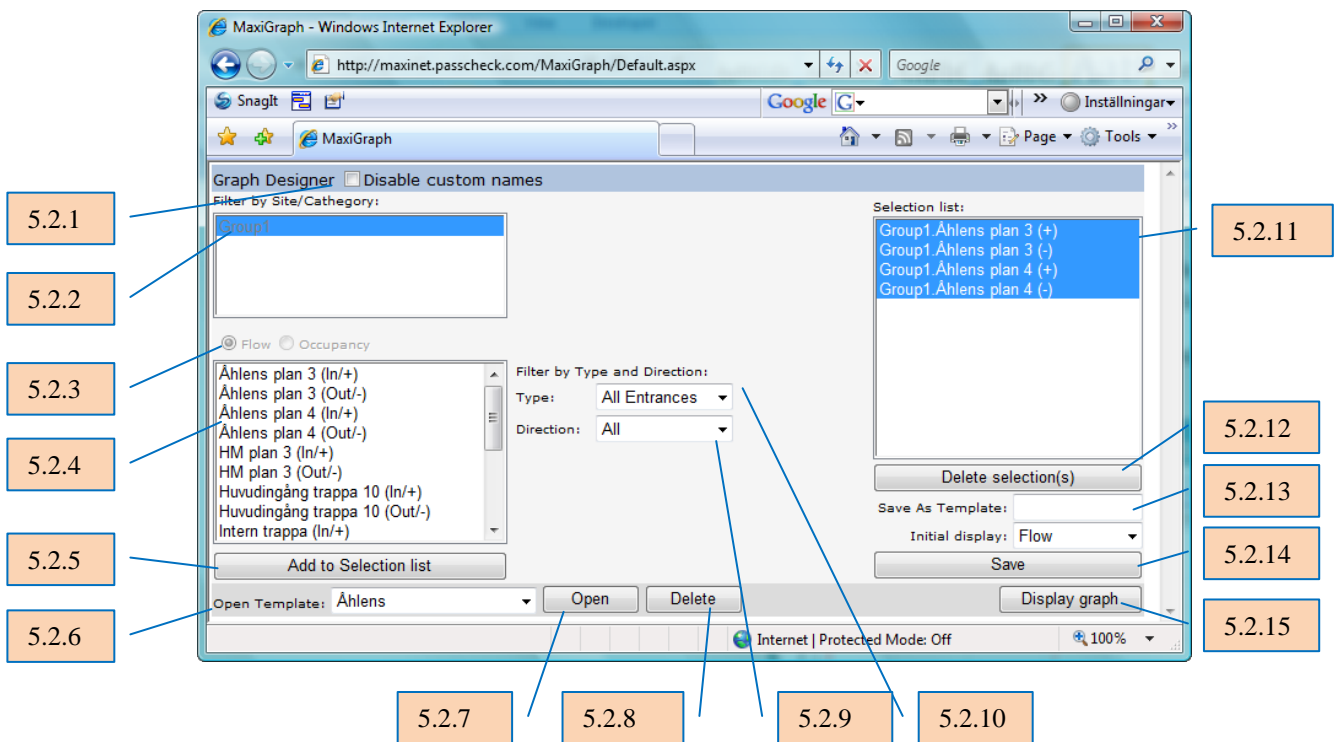 MaxiGraph - Windows Internet Explorer
http://maxinet.passcheck.com/MaxiGraph/Default.aspx
Google
SnagIt
Google
G
Inställningar
MaxiGraph
Page
Tools
Graph Designer
Disable custom names
5.2.1
Filter by Site/Cathegory:
Group1
5.2.2
Selection list:
Group1.Åhlens plan 3 (+)
Group1.Åhlens plan 3 (-)
Group1.Åhlens plan 4 (+)
Group1.Åhlens plan 4 (-)
5.2.11
Flow
Occupancy
5.2.3
Åhlens plan 3 (In/+)
Åhlens plan 3 (Out/-)
Åhlens plan 4 (In/+)
Åhlens plan 4 (Out/-)
HM plan 3 (In/+)
HM plan 3 (Out/-)
Huvudingång trappa 10 (In/+)
Huvudingång trappa 10 (Out/-)
Intern trappa (In/+)
5.2.4
Filter by Type and Direction:
Type: All Entrances
Direction: All
5.2.12
Delete selection(s)
5.2.13
Save As Template:
Initial display: Flow
5.2.5
Add to Selection list
Save
5.2.14
5.2.6
Open Template: Åhlens
Open
Delete
Display graph
5.2.15
Internet | Protected Mode: Off
100%
5.2.7
5.2.8
5.2.9
5.2.10